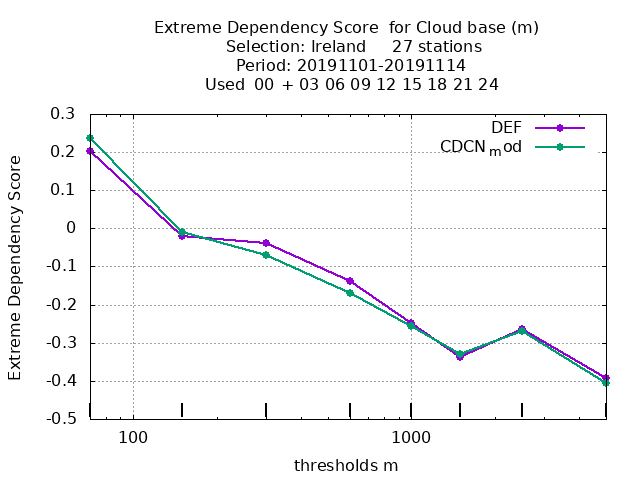 Extreme Dependency Score  for Cloud base (m)
Selection: Ireland     27 stations
Period: 20191101-20191114
Used  00 + 03 06 09 12 15 18 21 24
0.3
0.2
0.1
0
-0.1
-0.2
-0.3
-0.4
-0.5
Extreme Dependency Score
DEF
CDCNmod
100
1000
thresholds m